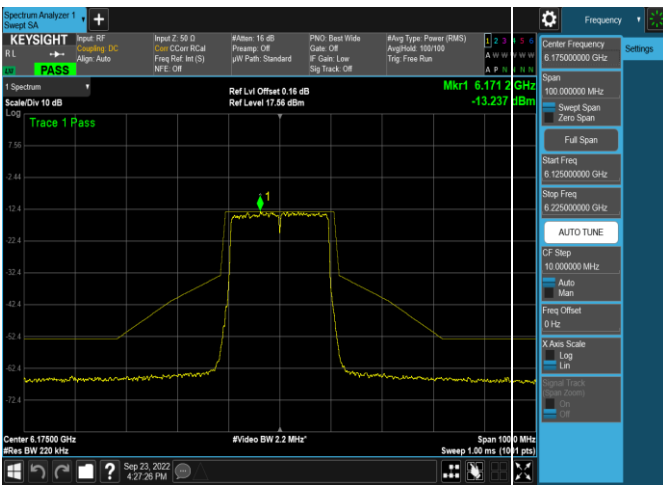 Spectrum Analyzer 1
Swept SA
+
Frequency
KEYSIGHT
RL
LW
PASS
Input: RF
Coupling: DC
Align: Auto
Input Z: 50 Ω
Corr CCorr RCal
Freq Ref: Int (S)
NFE: Off
#Atten: 16 dB
Preamp: Off
µW Path: Standard
PNO: Best Wide
Gate: Off
IF Gain: Low
Sig Track: Off
#Avg Type: Power (RMS)
Avg|Hold: 100/100
Trig: Free Run
1 2 3 4 5 6
A W W W W W
A P N N N N
1 Spectrum
Scale/Div 10 dB
Log
Ref Lvl Offset 0.16 dB
Ref Level 17.56 dBm
Mkr1 6.171 2 GHz
-13.237 dBm
Trace 1 Pass
1
7.56
-2.44
-12.4
-22.4
-32.4
-42.4
-52.4
-62.4
-72.4
Center 6.17500 GHz
#Res BW 220 kHz
#Video BW 2.2 MHz*
Span 100.0 MHz
Sweep 1.00 ms (1001 pts)
Sep 23, 2022
4:27:26 PM
Settings
Center Frequency
6.175000000 GHz
Span
100.000000 MHz
Swept Span
Zero Span
Full Span
Start Freq
6.125000000 GHz
Stop Freq
6.225000000 GHz
AUTO TUNE
CF Step
10.000000 MHz
Auto
Man
Freq Offset
0 Hz
X Axis Scale
Log
Lin
Signal Track
(Span Zoom)
On
Off